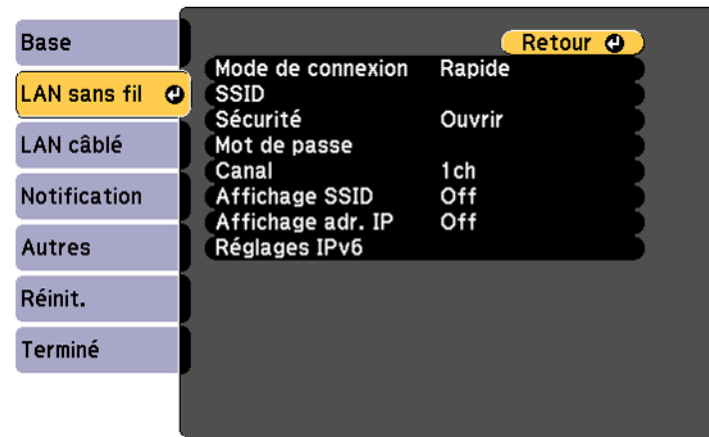 Base
LAN sans fil
LAN câblé
Notification
Autres
Réinit.
Terminé
Retour
Mode de connexion Rapide
SSID
Sécurité Ouvrir
Mot de passe
Canal 1ch
Affichage SSID Off
Affichage adr. IP Off
Réglages IPv6